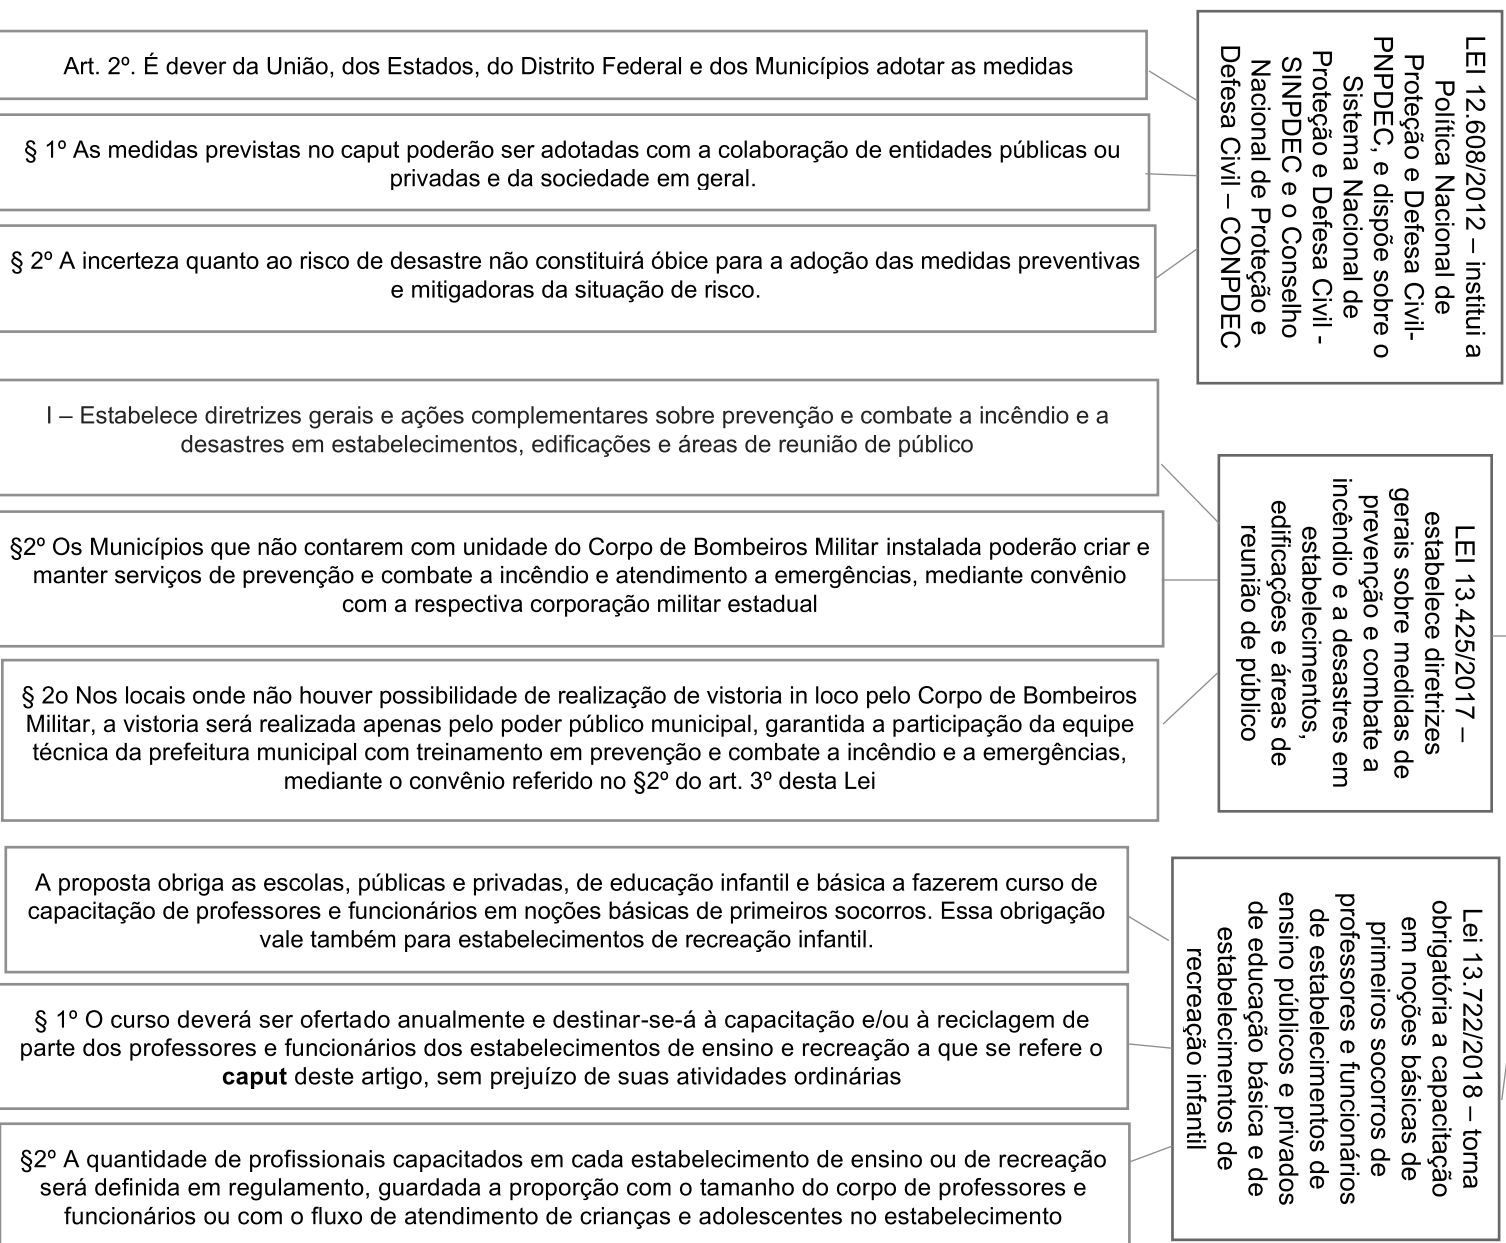 Art. 2º. É dever da União, dos Estados, do Distrito Federal e dos Municípios adotar as medidas
§ 1º As medidas previstas no caput poderão ser adotadas com a colaboração de entidades públicas ou
privadas e da sociedade em geral.
§ 2º A incerteza quanto ao risco de desastre não constituirá óbice para a adoção das medidas preventivas
e mitigadoras da situação de risco.
LEI 12.608/2012 – institui a
Política Nacional de
Proteção e Defesa Civil-
PNPDEC, e dispõe sobre o
Sistema Nacional de
Proteção e Defesa Civil -
SINPDEC e o Conselho
Nacional de Proteção e
Defesa Civil – CONPDEC
I – Estabelece diretrizes gerais e ações complementares sobre prevenção e combate a incêndio e a
desastres em estabelecimentos, edificações e áreas de reunião de público
§2º Os Municípios que não contarem com unidade do Corpo de Bombeiros Militar instalada poderão criar e
manter serviços de prevenção e combate a incêndio e atendimento a emergências, mediante convênio
com a respectiva corporação militar estadual
§ 2o Nos locais onde não houver possibilidade de realização de vistoria in loco pelo Corpo de Bombeiros
Militar, a vistoria será realizada apenas pelo poder público municipal, garantida a participação da equipe
técnica da prefeitura municipal com treinamento em prevenção e combate a incêndio e a emergências,
mediante o convênio referido no §2º do art. 3º desta Lei
LEI 13.425/2017 –
estabelece diretrizes
gerais sobre medidas de
prevenção e combate a
incêndio e a desastres em
estabelecimentos,
edificações e áreas de
reunião de público
A proposta obriga as escolas, públicas e privadas, de educação infantil e básica a fazerem curso de
capacitação de professores e funcionários em noções básicas de primeiros socorros. Essa obrigação
vale também para estabelecimentos de recreação infantil.
§ 1º O curso deverá ser ofertado anualmente e destinar-se-á à capacitação e/ou à reciclagem de
parte dos professores e funcionários dos estabelecimentos de ensino e recreação a que se refere o
caput deste artigo, sem prejuízo de suas atividades ordinárias
§2º A quantidade de profissionais capacitados em cada estabelecimento de ensino ou de recreação
será definida em regulamento, guardada a proporção com o tamanho do corpo de professores e
funcionários ou com o fluxo de atendimento de crianças e adolescentes no estabelecimento
Lei 13.722/2018 – torna
obrigatória a capacitação
em noções básicas de
primeiros socorros de
professores e funcionários
de estabelecimentos de
ensino públicos e privados
de educação básica e de
estabelecimentos de
recreação infantil